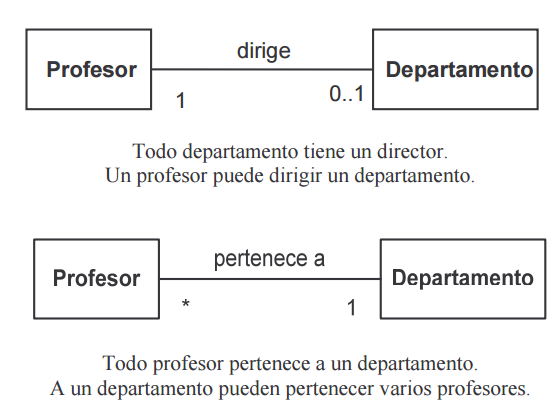 dirige
Profesor
Departamento
1
0..1
Todo departamento tiene un director.
Un profesor puede dirigir un departamento.
pertenece a
Profesor
Departamento
*
1
Todo profesor pertenece a un departamento.
A un departamento pueden pertenecer varios profesores.